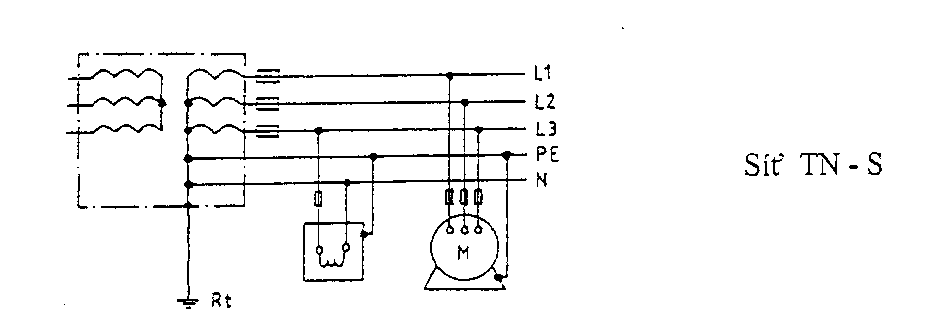 L1
L2
L3
PE
N
Síť TN - S
M
Rt